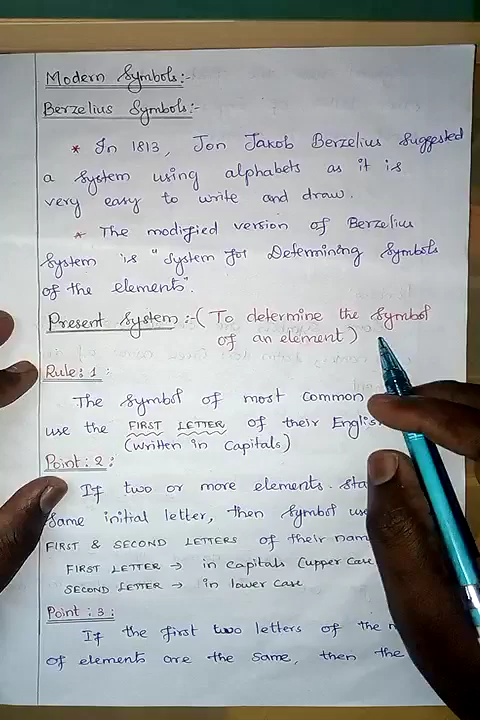 Modern Symbols:-
Berzelius Symbols:-
* In 1813, Jon Jakob Berzelius Suggested
a System using alphabets as it is
very easy to write and draw.
* The modified version of Berzelius
System is "System for Determining Symbols
of the elements".
Present System:-(To determine the Symbol
of an element)
Rule:1:
The Symbol of most common
use the FIRST LETTER of their English
(written in Capitals)
Point:2:
If two or more elements
Same initial letter, then Symbol
FIRST & SECOND LETTERS of their
FIRST LETTER → in capitals (upper case
SECOND LETTER → in lower case
Point:3:
If the first two letters of the
of elements are the same, then the